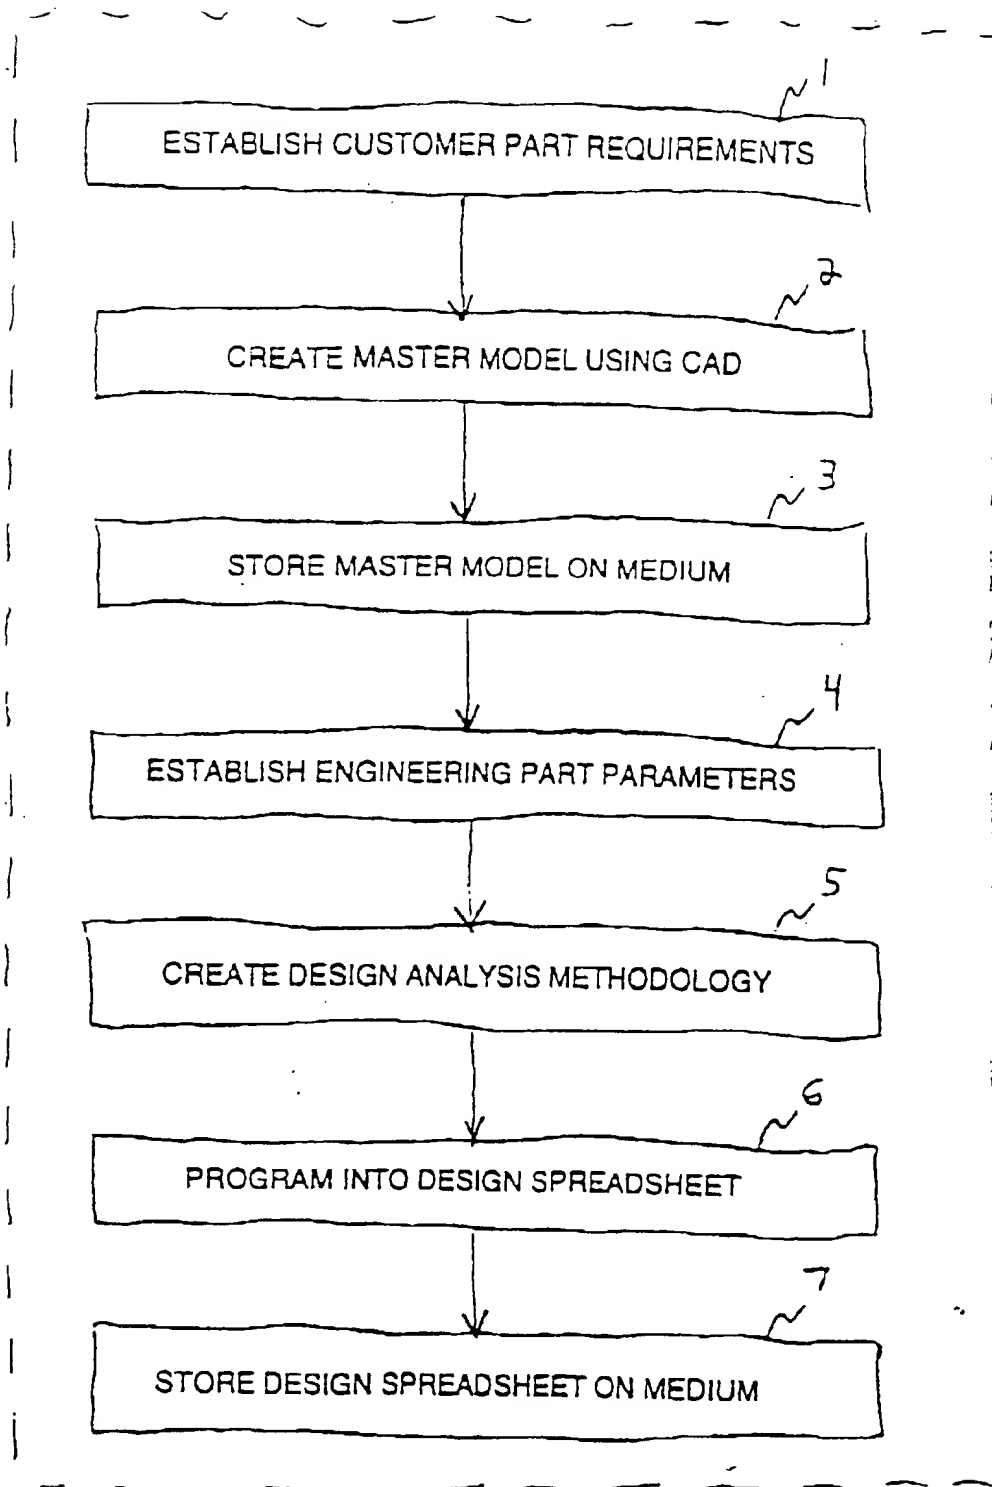 1
ESTABLISH CUSTOMER PART REQUIREMENTS
2
CREATE MASTER MODEL USING CAD
3
STORE MASTER MODEL ON MEDIUM
4
ESTABLISH ENGINEERING PART PARAMETERS
5
CREATE DESIGN ANALYSIS METHODOLOGY
6
PROGRAM INTO DESIGN SPREADSHEET
7
STORE DESIGN SPREADSHEET ON MEDIUM